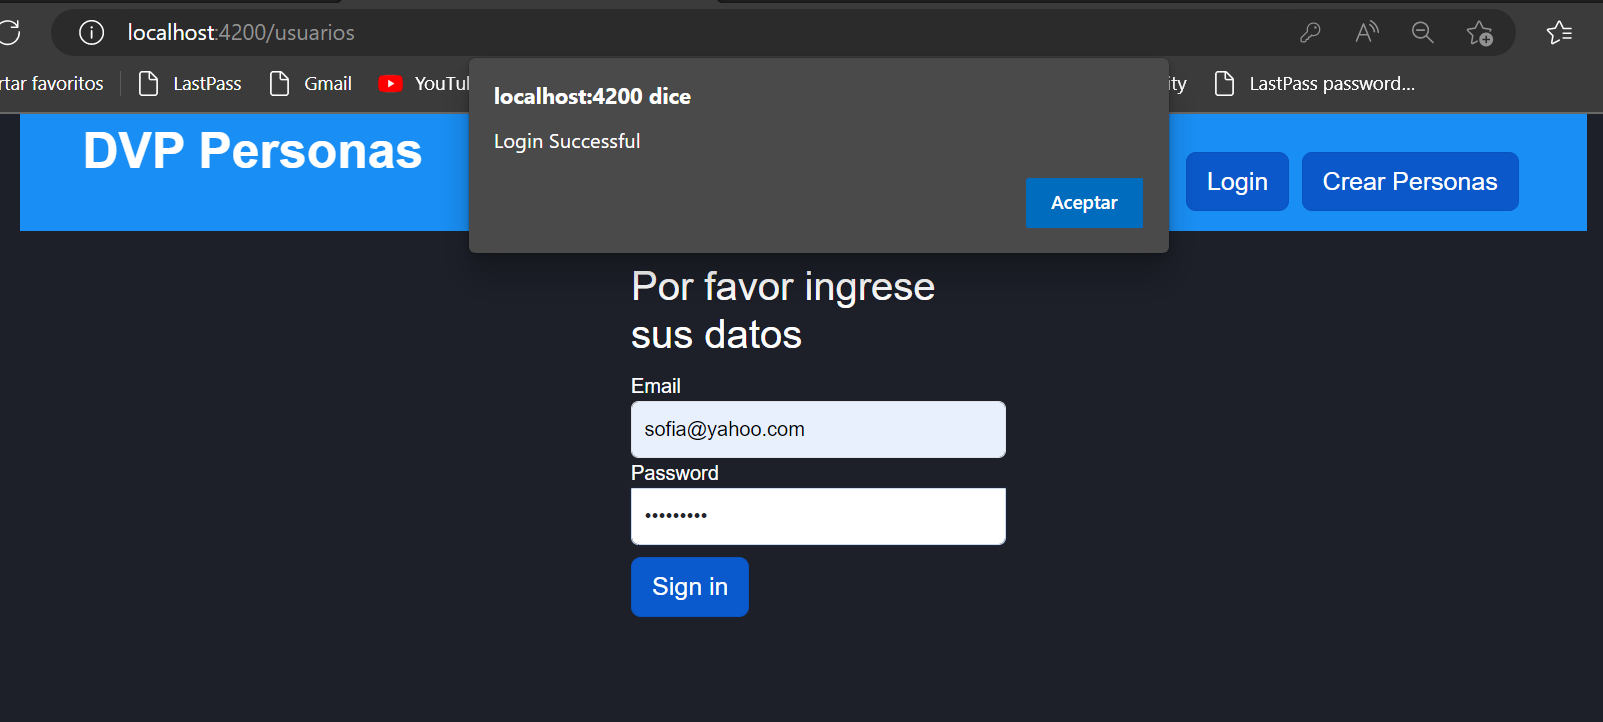 localhost:4200/usuarios
rtar favoritos LastPass Gmail YouTu ity LastPass password...
localhost:4200 dice
Login Successful
Aceptar
DVP Personas
Login Crear Personas
Por favor ingrese
sus datos
Email
sofia@yahoo.com
Password
•••••••••
Sign in